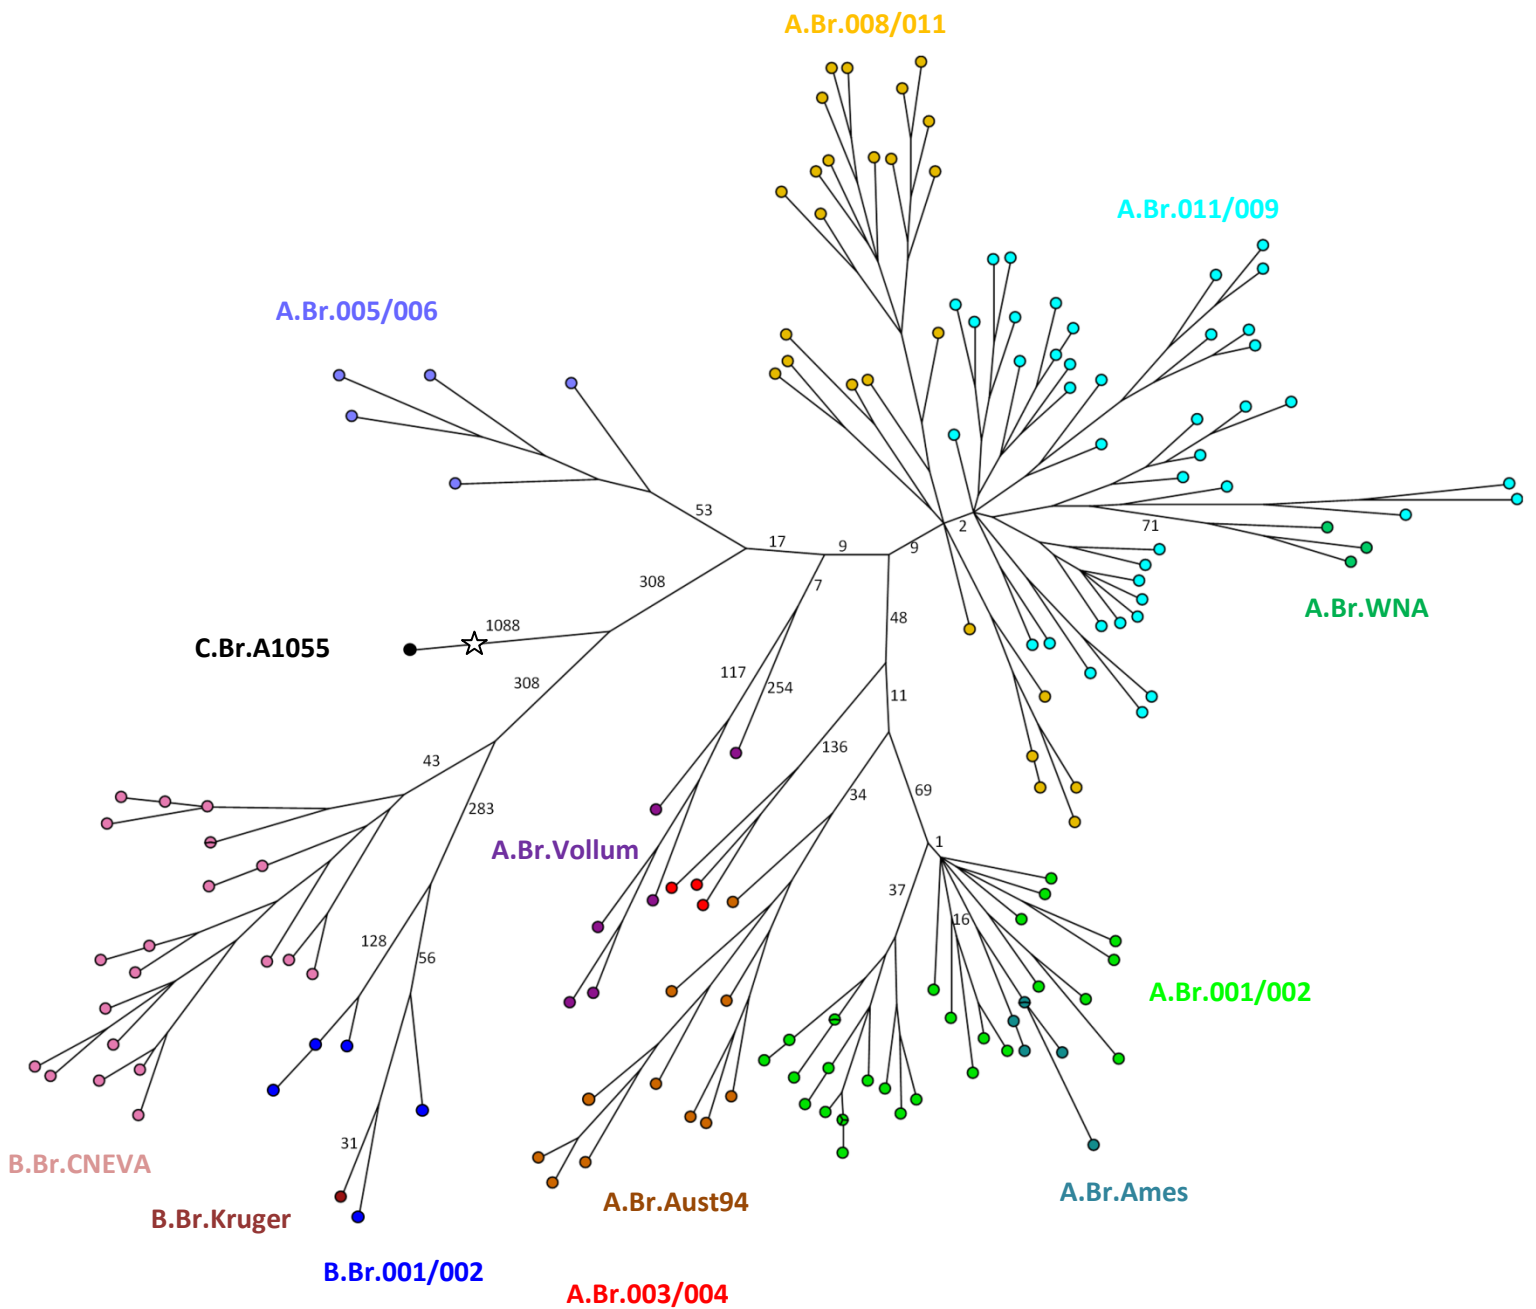 A.Br.008/011
A.Br.011/009
A.Br.005/006
53
2
71
17
9
9
308
7
A.Br.WNA
48
1088
C.Br.A1055
308
117
254
11
136
43
34
69
283
1
A.Br.Vollum
37
16
128
56
A.Br.001/002
31
B.Br.CNEVA
A.Br.Ames
A.Br.Aust94
B.Br.Kruger
B.Br.001/002
A.Br.003/004